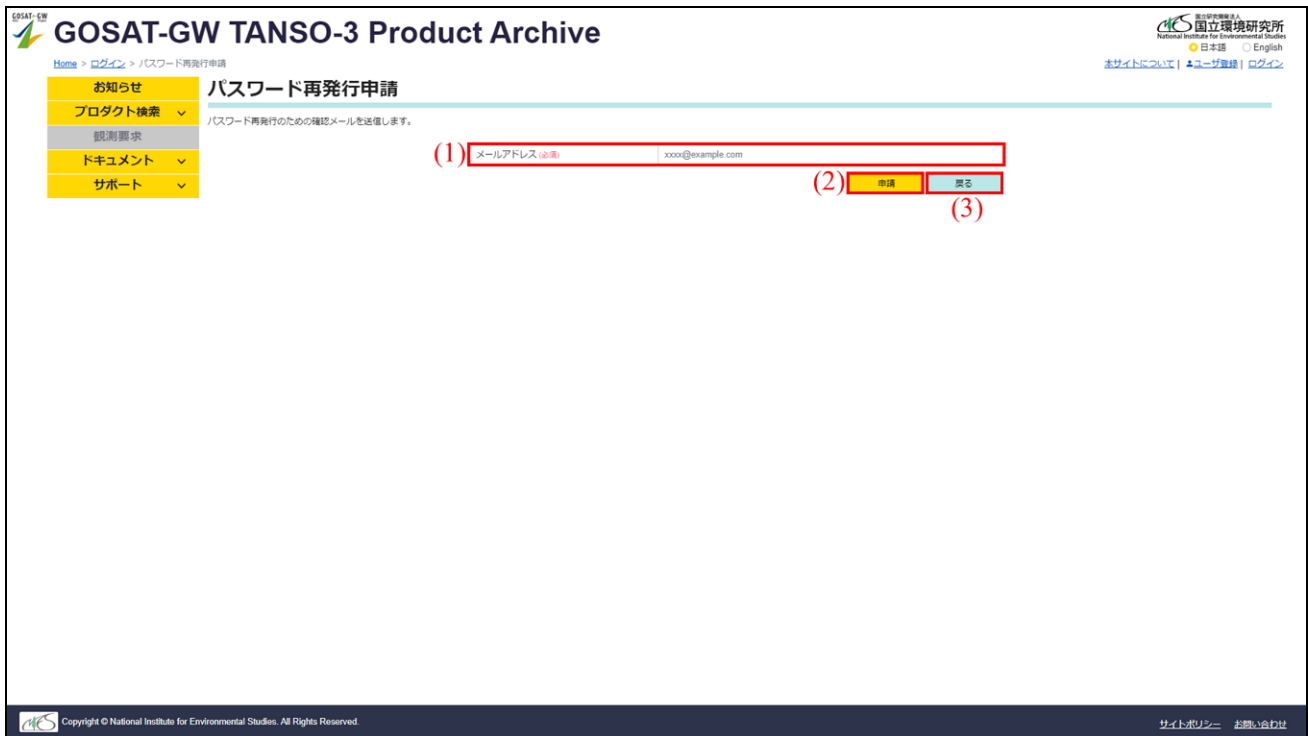 GOSAT-GW
GOSAT-GW TANSO-3 Product Archive
国立研究開発法人
国立環境研究所
National Institute for Environmental Studies
日本語 English
Home > ログイン > パスワード再発行申請
本サイトについて | ユーザ登録 | ログイン
お知らせ
プロダクト検索
観測要求
ドキュメント
サポート
パスワード再発行申請
パスワード再発行のための確認メールを送信します。
(1) メールアドレス (必須) xxxx@example.com
(2) 申請 戻る
(3)
NIES Copyright © National Institute for Environmental Studies. All Rights Reserved.
サイトポリシー お問い合わせ